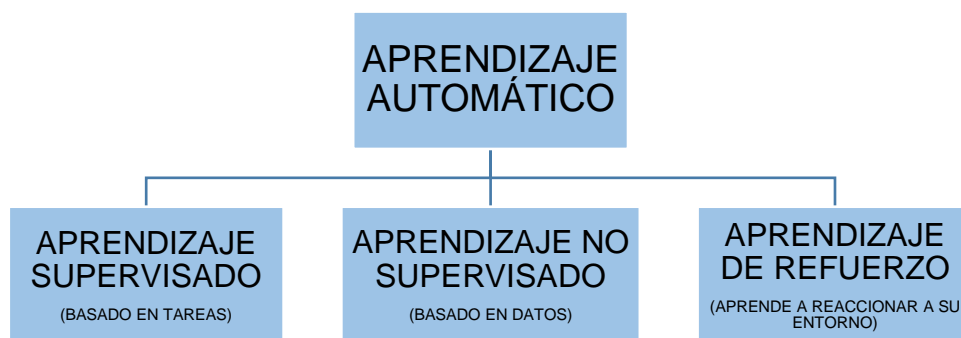 APRENDIZAJE
AUTOMÁTICO
APRENDIZAJE
SUPERVISADO
(BASADO EN TAREAS)
APRENDIZAJE NO
SUPERVISADO
(BASADO EN DATOS)
APRENDIZAJE
DE REFUERZO
(APRENDE A REACCIONAR A SU
ENTORNO)